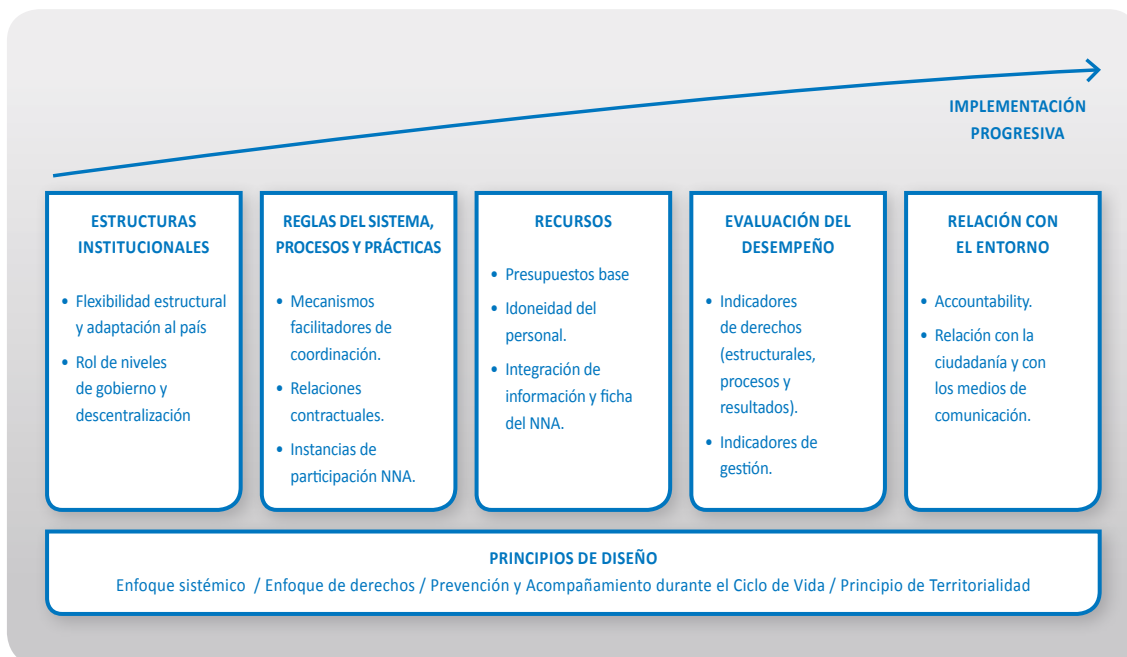 IMPLEMENTACIÓN
PROGRESIVA
ESTRUCTURAS
INSTITUCIONALES
• Flexibilidad estructural
y adaptación al país
• Rol de niveles
de gobierno y
descentralización
REGLAS DEL SISTEMA,
PROCESOS Y PRÁCTICAS
• Mecanismos
facilitadores de
coordinación.
• Relaciones
contractuales.
• Instancias de
participación NNA.
RECURSOS
• Presupuestos base
• Idoneidad del
personal.
• Integración de
información y ficha
del NNA.
EVALUACIÓN DEL
DESEMPEÑO
• Indicadores
de derechos
(estructurales,
procesos y
resultados).
• Indicadores de
gestión.
RELACIÓN CON
EL ENTORNO
• Accountability.
• Relación con la
ciudadanía y con
los medios de
comunicación.
PRINCIPIOS DE DISEÑO
Enfoque sistémico / Enfoque de derechos / Prevención y Acompañamiento durante el Ciclo de Vida / Principio de Territorialidad